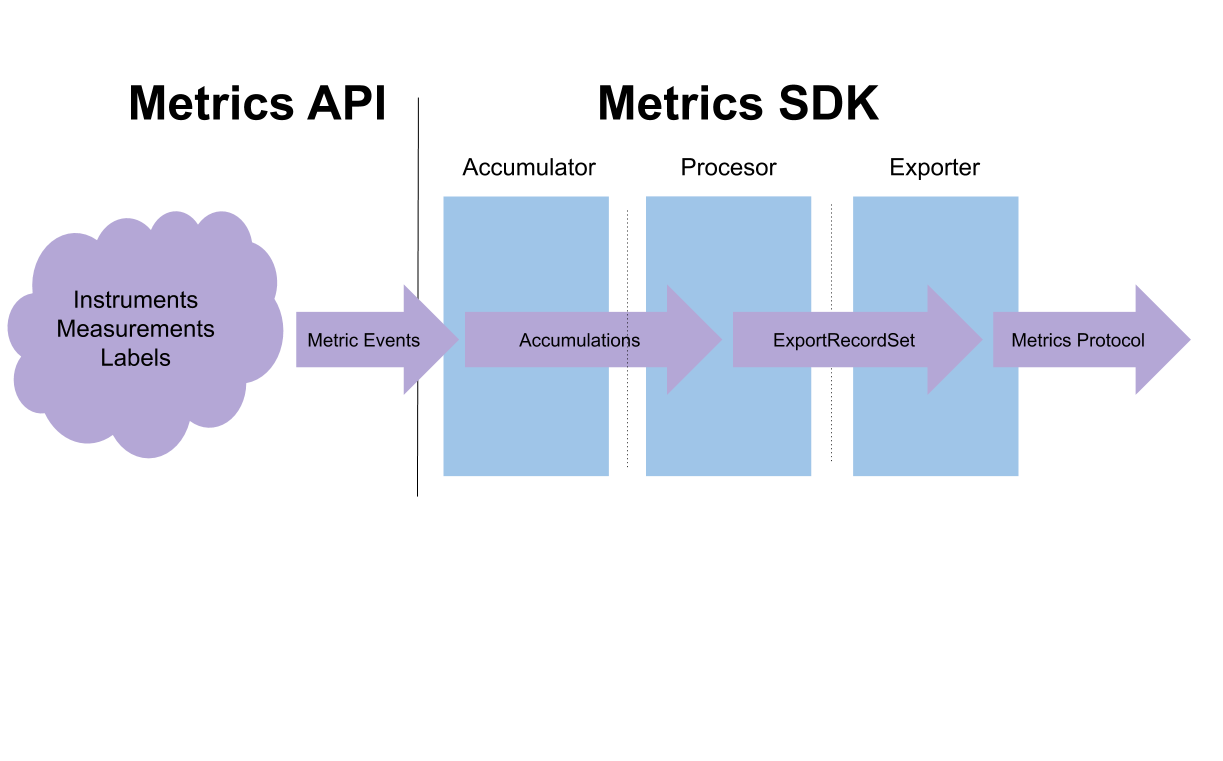 Metrics API
Metrics SDK
Accumulator
Procesor
Exporter
Instruments
Measurements
Labels
Metric Events
Accumulations
ExportRecordSet
Metrics Protocol